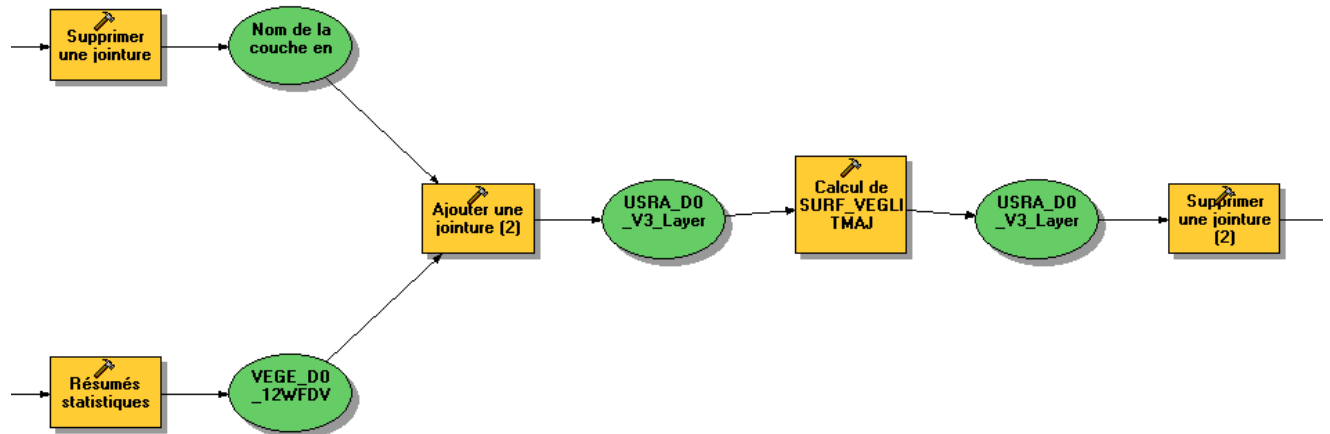 Supprimer
une jointure
Nom de la
couche en
Ajouter une
jointure (2)
USRA_D0
_V3_Layer
Calcul de
SURF_VEGLI
TMAJ
USRA_D0
_V3_Layer
Supprimer
une jointure
(2)
Résumés
statistiques
VEGE_D0
_12WFDV